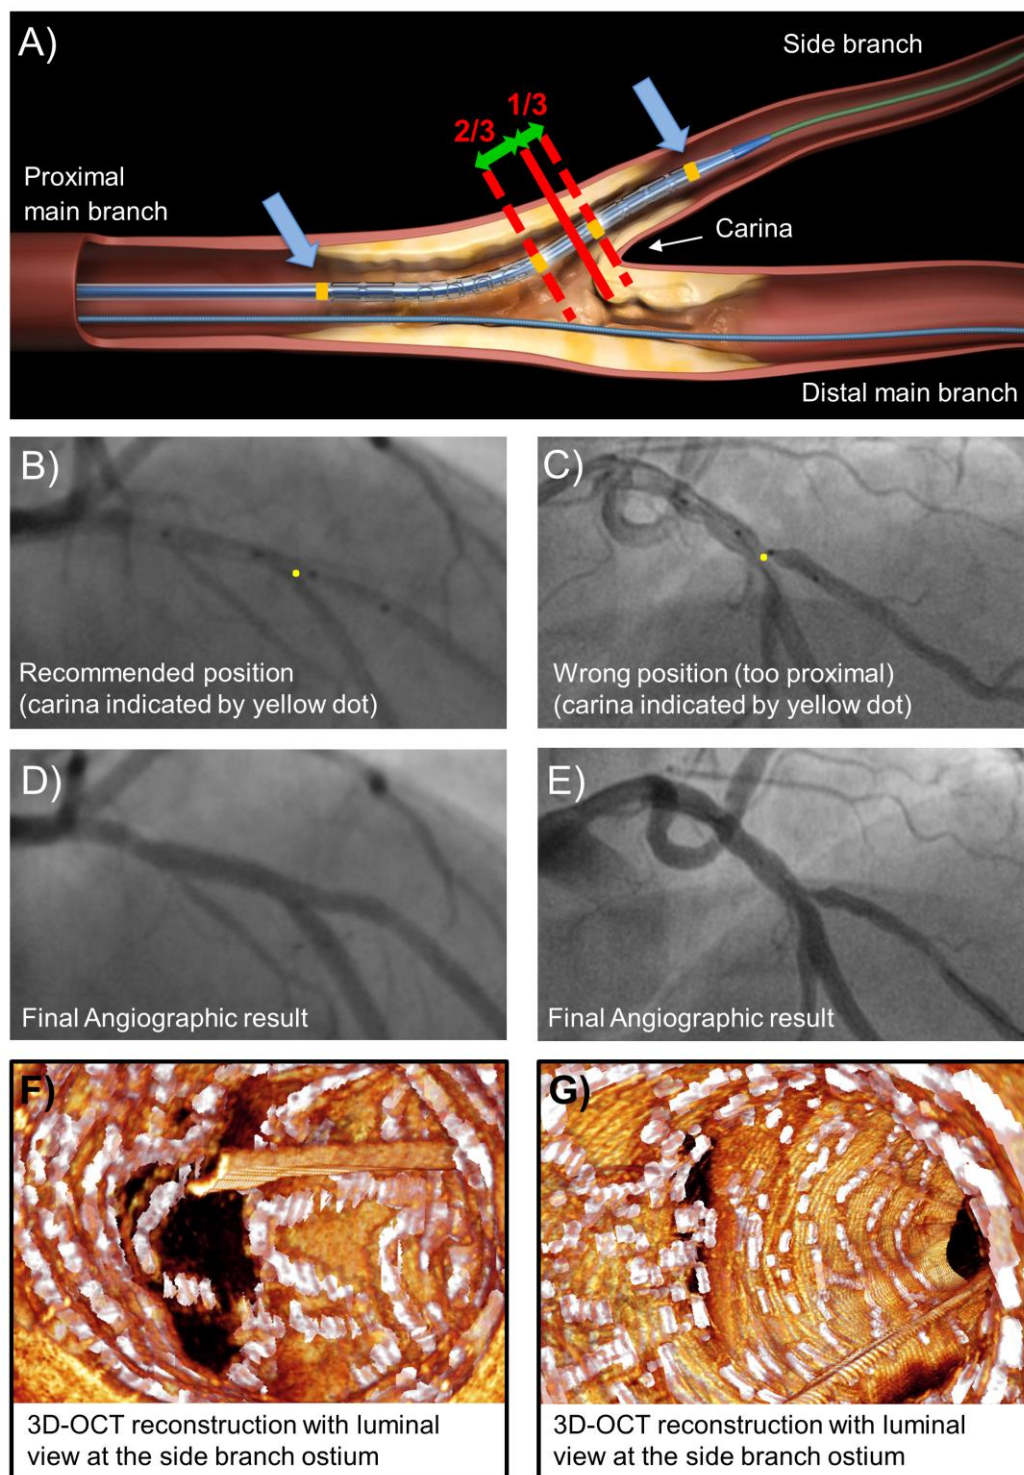 A)
Side branch
1/3
2/3
Proximal
main branch
Carina
Distal main branch
B)
Recommended position
(carina indicated by yellow dot)
C)
Wrong position (too proximal)
(carina indicated by yellow dot)
D)
Final Angiographic result
E)
Final Angiographic result
F)
3D-OCT reconstruction with luminal
view at the side branch ostium
G)
3D-OCT reconstruction with luminal
view at the side branch ostium